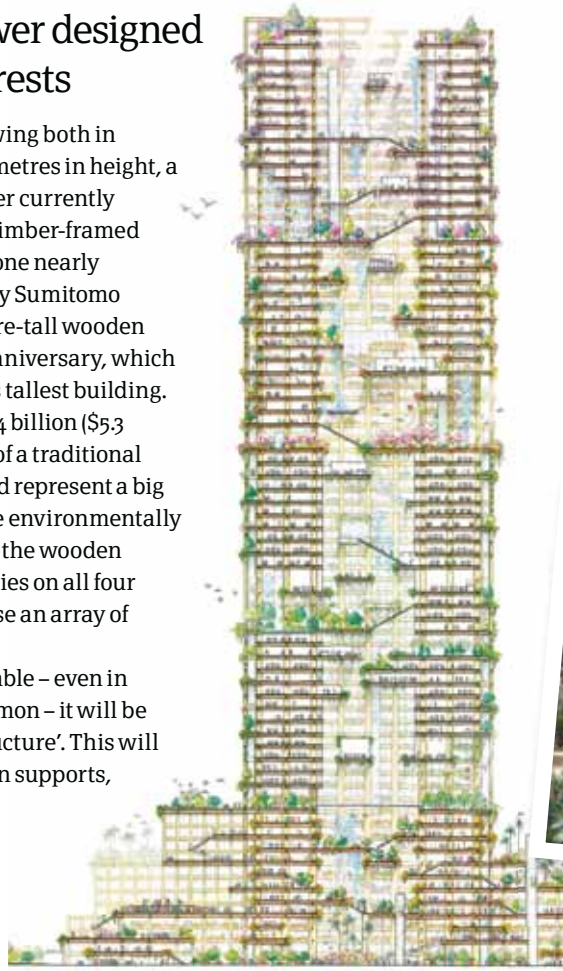 wer designed
rests
wing both in
metres in height, a
er currently
imber-framed
one nearly
y Sumitomo
re-tall wooden
nniversary, which
s tallest building.
4 billion ($5.3
of a traditional
d represent a big
e environmentally
the wooden
ies on all four
se an array of
ble – even in
mon – it will be
ucture’. This will
n supports,